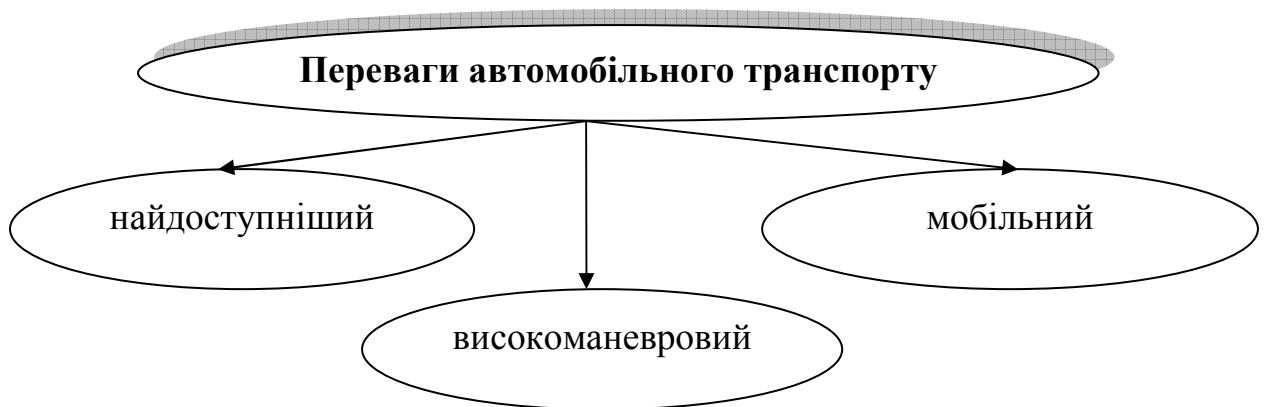 Переваги автомобільного транспорту
найдоступніший
мобільний
високоманевровий